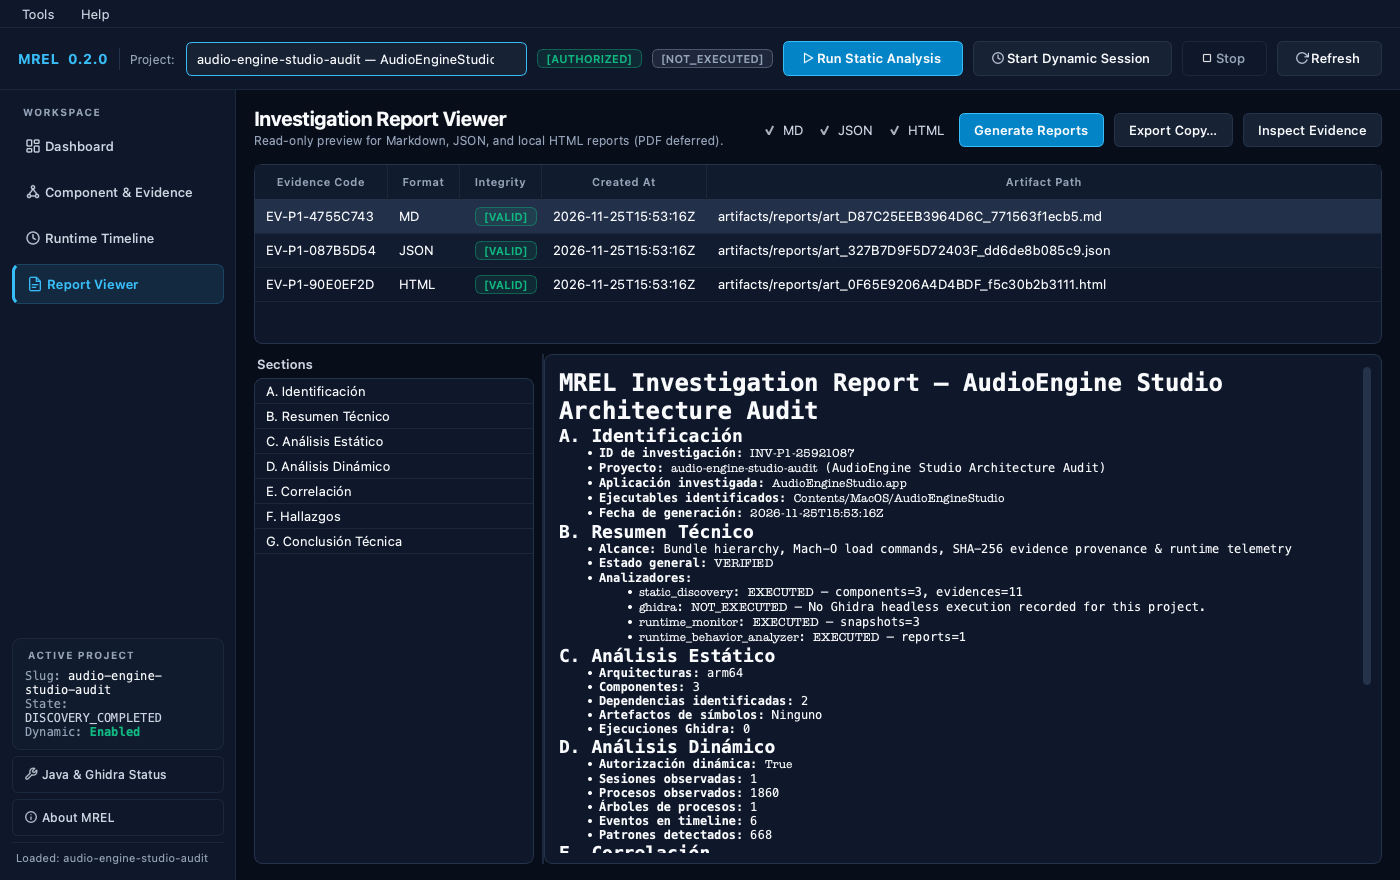 Tools Help
MREL 0.2.0 Project: audio-engine-studio-audit — AudioEngineStudio [AUTHORIZED] [NOT_EXECUTED] Run Static Analysis Start Dynamic Session Stop Refresh
WORKSPACE
Dashboard
Component & Evidence
Runtime Timeline
Report Viewer
ACTIVE PROJECT
Slug: audio-engine-
studio-audit
State:
DISCOVERY_COMPLETED
Dynamic: Enabled
Java & Ghidra Status
About MREL
Loaded: audio-engine-studio-audit
Investigation Report Viewer
Read-only preview for Markdown, JSON, and local HTML reports (PDF deferred).
✓ MD ✓ JSON ✓ HTML Generate Reports Export Copy... Inspect Evidence
Evidence Code Format Integrity Created At Artifact Path
EV-P1-4755C743 MD [VALID] 2026-11-25T15:53:16Z artifacts/reports/art_D87C25EEB3964D6C_771563f1ecb5.md
EV-P1-087B5D54 JSON [VALID] 2026-11-25T15:53:16Z artifacts/reports/art_327B7D9F5D72403F_dd6de8b085c9.json
EV-P1-90E0EF2D HTML [VALID] 2026-11-25T15:53:16Z artifacts/reports/art_0F65E9206A4D4BDF_f5c30b2b3111.html
Sections
A. Identificación
B. Resumen Técnico
C. Análisis Estático
D. Análisis Dinámico
E. Correlación
F. Hallazgos
G. Conclusión Técnica
MREL Investigation Report — AudioEngine Studio
Architecture Audit
A. Identificación
• ID de investigación: INV-P1-25921087
• Proyecto: audio-engine-studio-audit (AudioEngine Studio Architecture Audit)
• Aplicación investigada: AudioEngineStudio.app
• Ejecutables identificados: Contents/MacOS/AudioEngineStudio
• Fecha de generación: 2026-11-25T15:53:16Z
B. Resumen Técnico
• Alcance: Bundle hierarchy, Mach-O load commands, SHA-256 evidence provenance & runtime telemetry
• Estado general: VERIFIED
• Analizadores:
• static_discovery: EXECUTED — components=3, evidences=11
• ghidra: NOT_EXECUTED — No Ghidra headless execution recorded for this project.
• runtime_monitor: EXECUTED — snapshots=3
• runtime_behavior_analyzer: EXECUTED — reports=1
C. Análisis Estático
• Arquitecturas: arm64
• Componentes: 3
• Dependencias identificadas: 2
• Artefactos de símbolos: Ninguno
• Ejecuciones Ghidra: 0
D. Análisis Dinámico
• Autorización dinámica: True
• Sesiones observadas: 1
• Procesos observados: 1860
• Árboles de procesos: 1
• Eventos en timeline: 6
• Patrones detectados: 668
E. Correlación